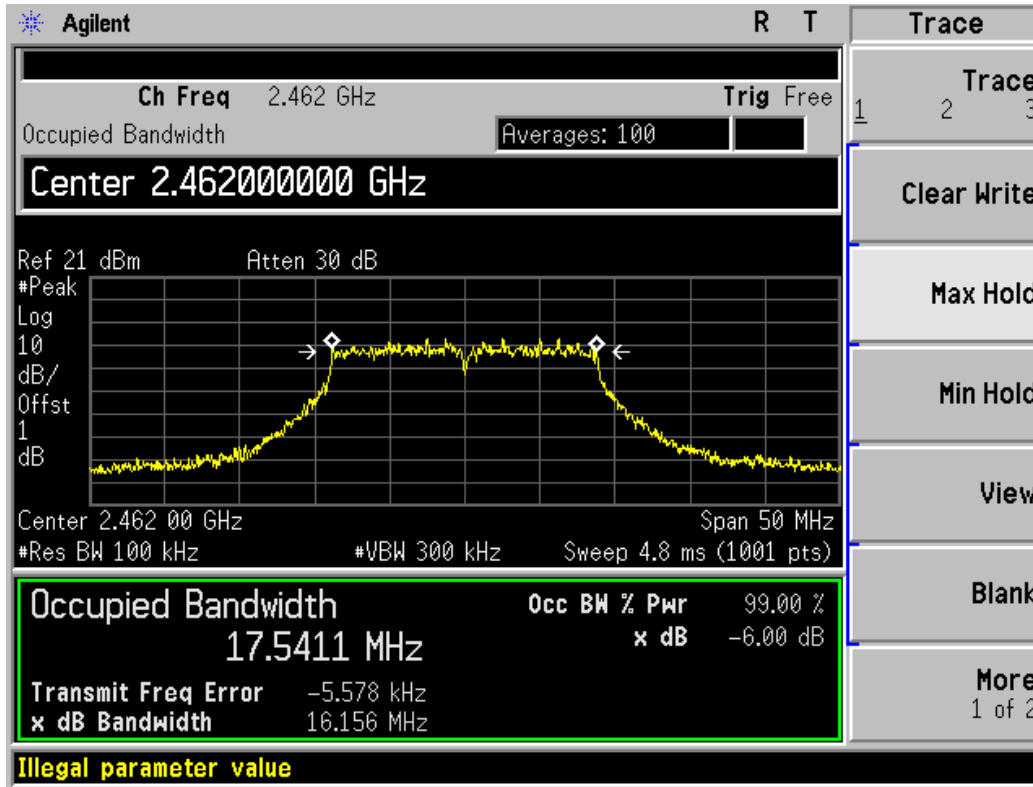 Agilent R T Trace
Ch Freq 2.462 GHz Trig Free
Occupied Bandwidth Averages: 100
Center 2.462000000 GHz
Ref 21 dBm Atten 30 dB
#Peak
Log
10
dB/
Offst
1
dB
Center 2.462 00 GHz Span 50 MHz
#Res BW 100 kHz #VBW 300 kHz Sweep 4.8 ms (1001 pts)
Occupied Bandwidth Occ BW % Pwr 99.00 %
17.5411 MHz x dB -6.00 dB
Transmit Freq Error -5.578 kHz
x dB Bandwidth 16.156 MHz
Illegal parameter value
Trace
1 2 3
Clear Write
Max Hold
Min Hold
View
Blank
More
1 of 2